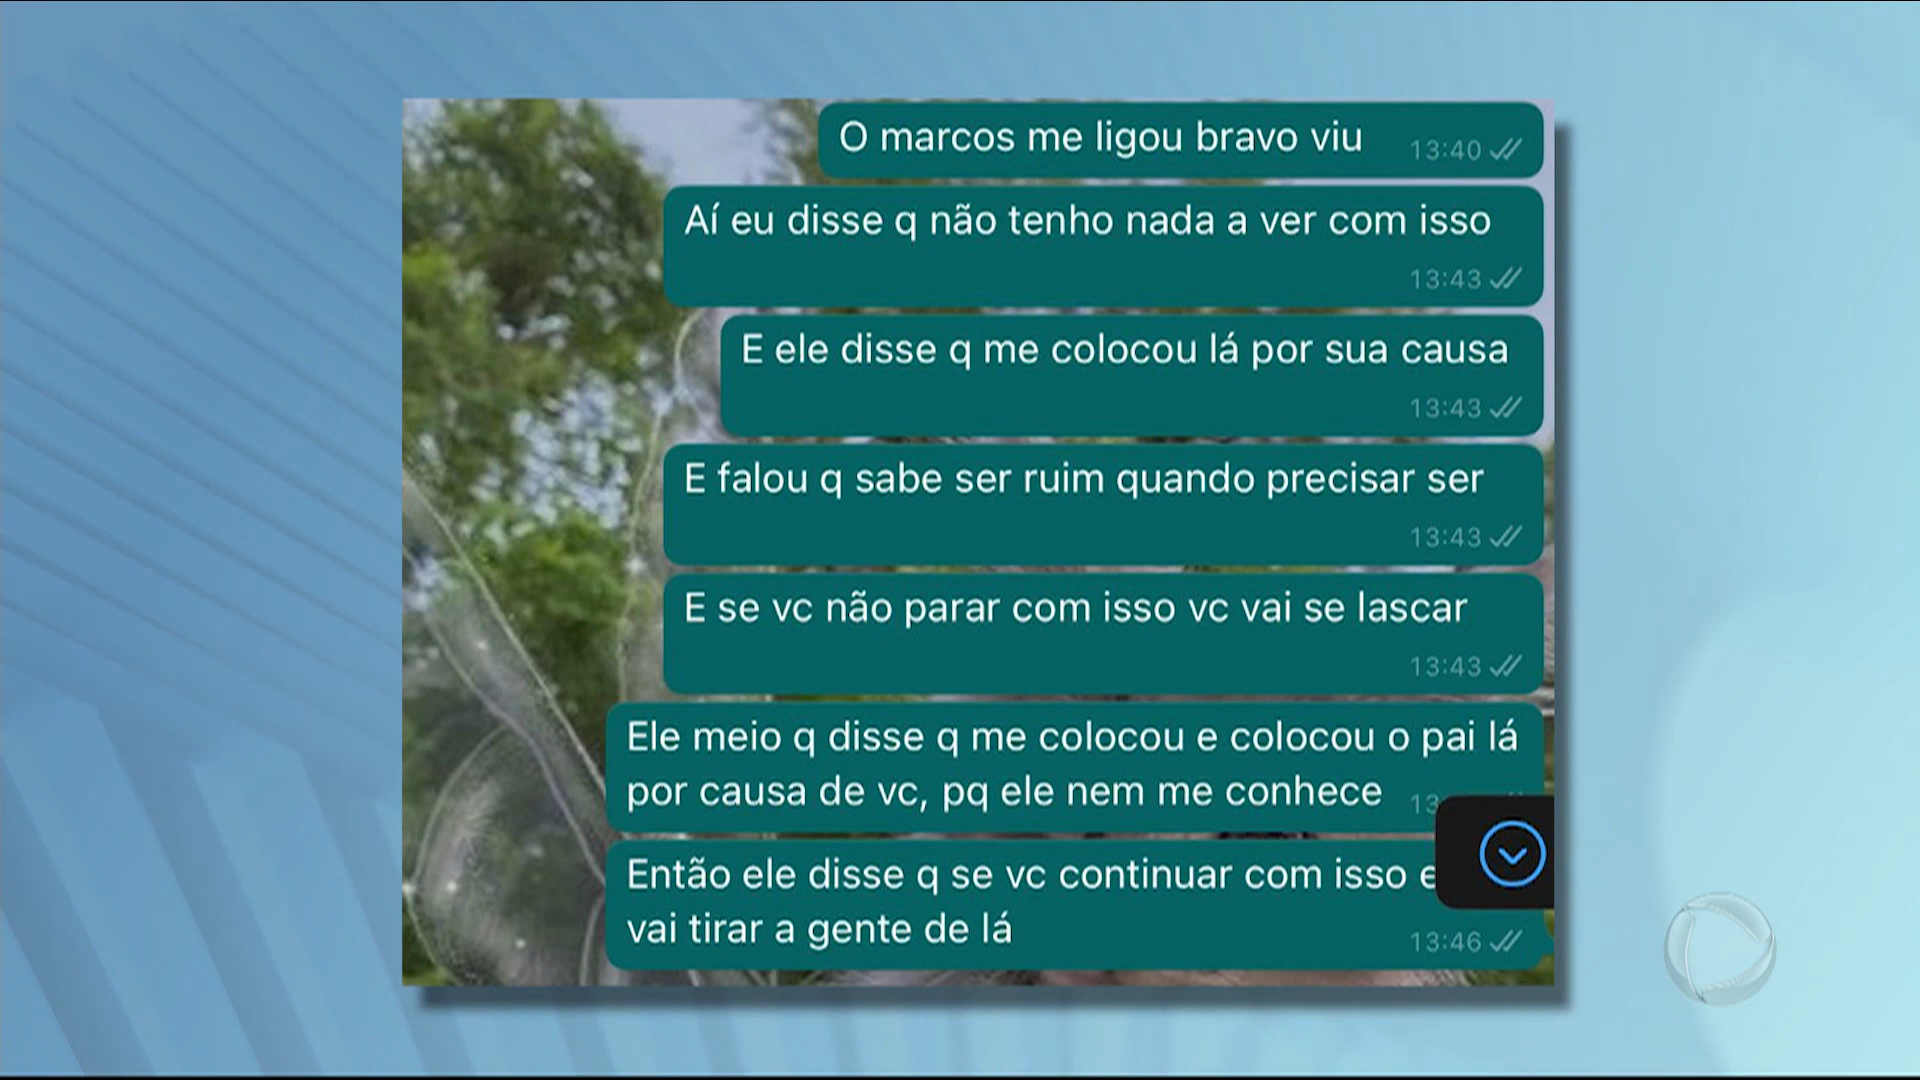 O marcos me ligou bravo viu 13:40
Aí eu disse q não tenho nada a ver com isso
13:43
E ele disse q me colocou lá por sua causa
13:43
E falou q sabe ser ruim quando precisar ser
13:43
E se vc não parar com isso vc vai se lascar
13:43
Ele meio q disse q me colocou e colocou o pai lá
por causa de vc, pq ele nem me conhece
Então ele disse q se vc continuar com isso
vai tirar a gente de lá 13:46